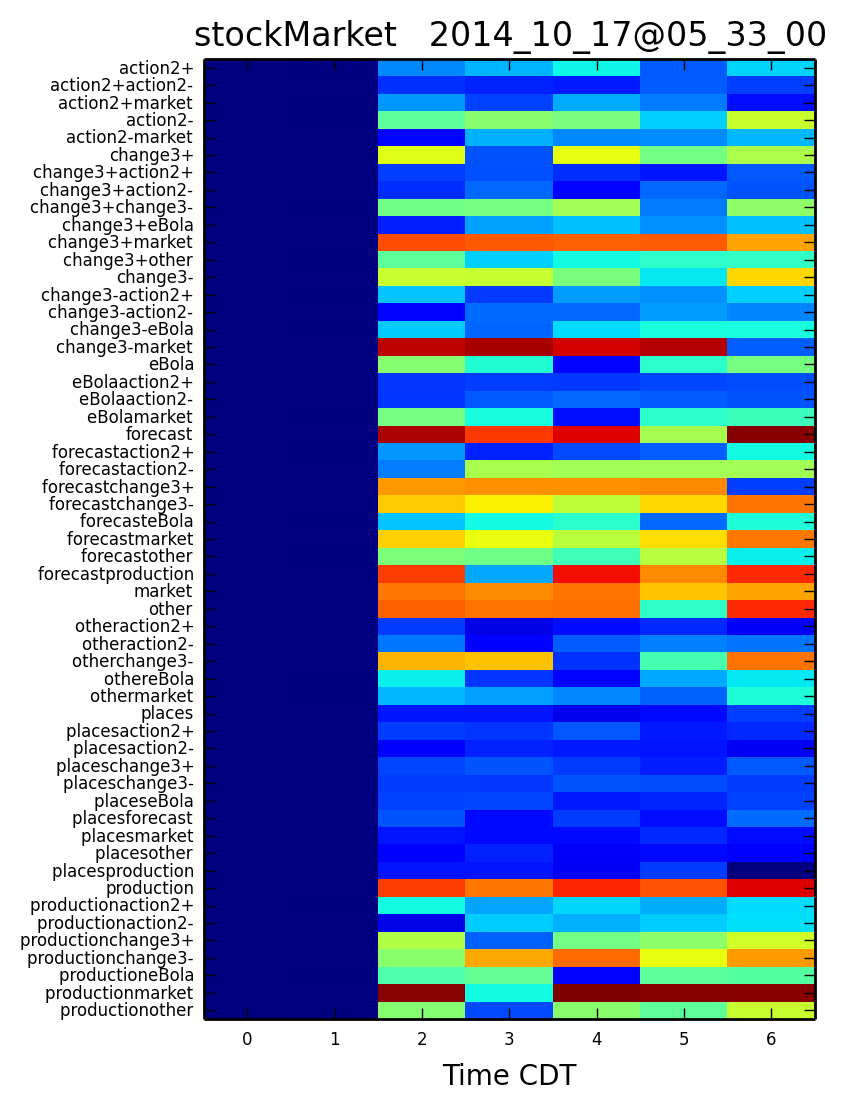 stockMarket   2014_10_17@05_33_00
action2+
action2+action2-
action2+market
action2-
action2-market
change3+
change3+action2+
change3+action2-
change3+change3-
change3+eBola
change3+market
change3+other
change3-
change3-action2+
change3-action2-
change3-eBola
change3-market
eBola
eBolaaction2+
eBolaaction2-
eBolamarket
forecast
forecastaction2+
forecastaction2-
forecastchange3+
forecastchange3-
forecasteBola
forecastmarket
forecastother
forecastproduction
market
other
otheraction2+
otheraction2-
otherchange3-
othereBola
othermarket
places
placesaction2+
placesaction2-
placeschange3+
placeschange3-
placeseBola
placesforecast
placesmarket
placesother
placesproduction
production
productionaction2+
productionaction2-
productionchange3+
productionchange3-
productioneBola
productionmarket
productionother
0 1 2 3 4 5 6
Time CDT